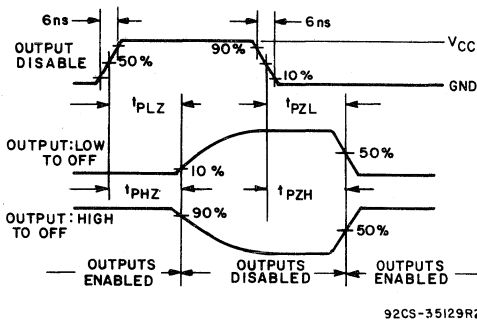 6ns
6ns
OUTPUT
DISABLE
50%
90%
10%
VCC
GND
tPLZ
tPZL
OUTPUT:LOW
TO OFF
10%
50%
tPHZ
tPZH
OUTPUT:HIGH
TO OFF
90%
50%
OUTPUTS
ENABLED
OUTPUTS
DISABLED
OUTPUTS
ENABLED
92CS-35129R2